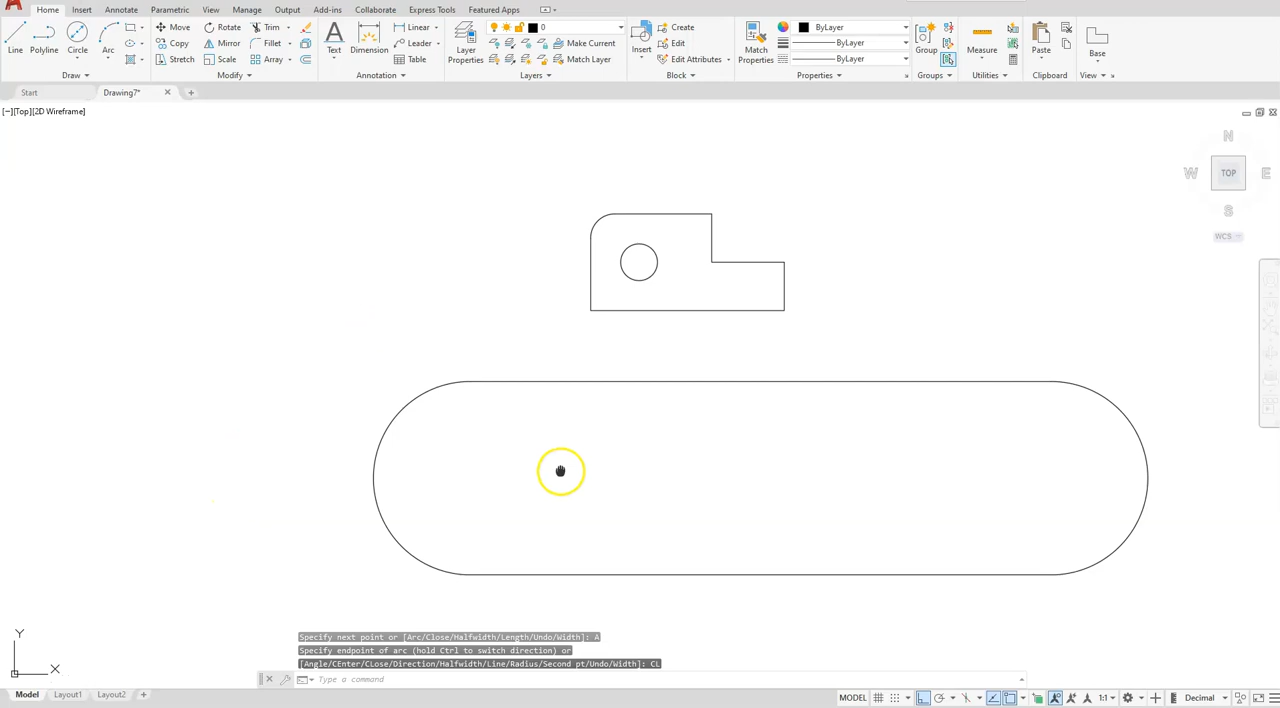 Home Insert Annotate Parametric View Manage Output Add-ins Collaborate Express Tools Featured Apps
Line Polyline Circle Arc
Move Rotate Trim
Copy Mirror Fillet
Stretch Scale Array
Text Dimension Linear
Leader
Table
Layer Properties
0
Make Current
Match Layer
Insert Create
Edit
Edit Attributes
Match Properties
ByLayer
ByLayer
ByLayer
Group Measure Paste Base
Draw Modify Annotation Layers Block Properties Groups Utilities Clipboard View
Start Drawing7*
[−][Top][2D Wireframe]
N
W TOP E
S
WCS
Specify next point or [Arc/Close/Halfwidth/Length/Undo/Width]: A
Specify endpoint of arc (hold Ctrl to switch direction) or
[Angle/CEnter/CLose/Direction/Halfwidth/Line/Radius/Second pt/Undo/Width]: CL
Type a command
Y
X
Model Layout1 Layout2 +
MODEL 1:1 Decimal